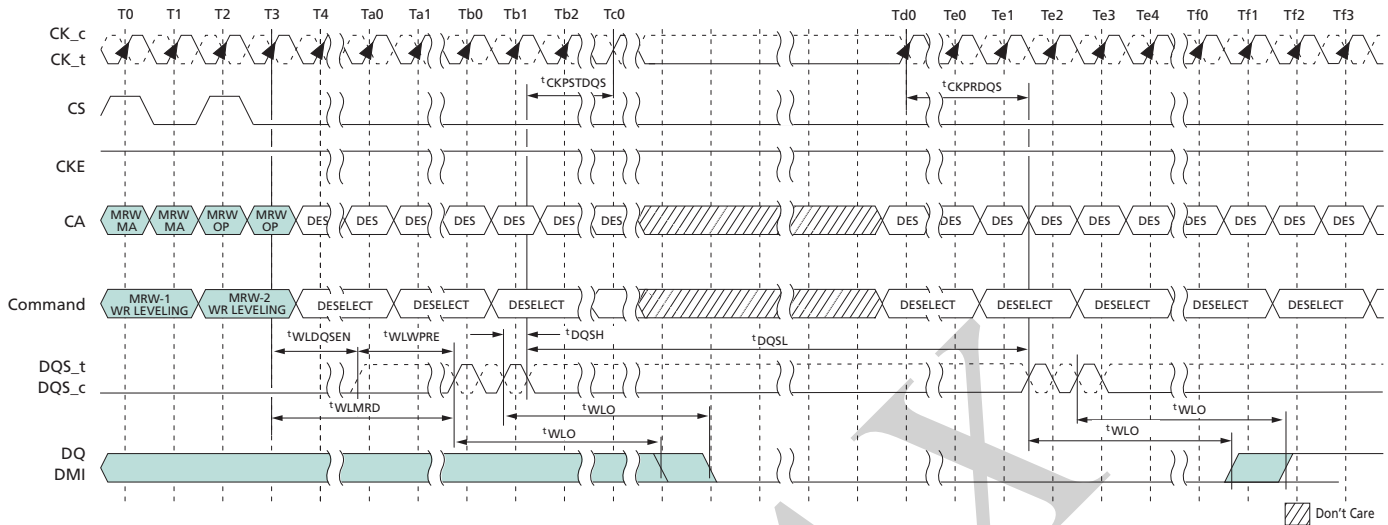 T0 T1 T2 T3 T4 Ta0 Ta1 Tb0 Tb1 Tb2 Tc0 Td0 Te0 Te1 Te2 Te3 Te4 Tf0 Tf1 Tf2 Tf3
CK_c
CK_t
tCKPSTDQS tCKPRDQS
CS
CKE
CA
MRW MA MRW MA MRW OP MRW OP DES DES DES DES DES DES DES DES DES DES DES DES DES DES DES DES DES
Command
MRW-1 WR LEVELING MRW-2 WR LEVELING DESELECT DESELECT DESELECT DESELECT DESELECT DESELECT DESELECT DESELECT
tWLDQSEN tWLWPRE tDQSH tDQSL
DQS_t
DQS_c
tWLMRD tWLO tWLO
tWLO tWLO
DQ
DMI
Don't Care